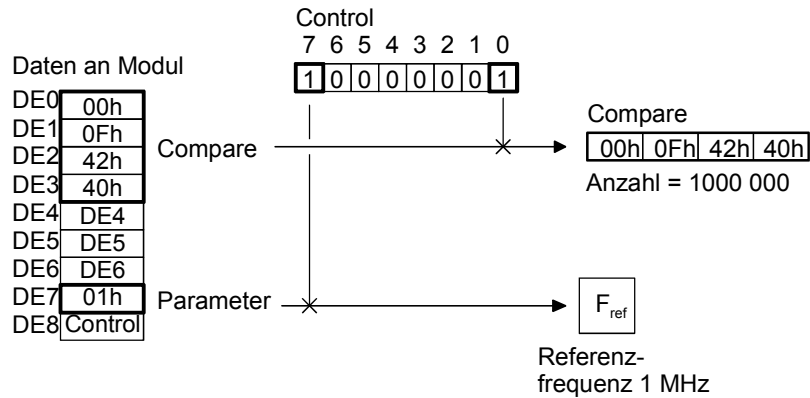 Control
7 6 5 4 3 2 1 0
1 0 0 0 0 0 0 1
Daten an Modul
DE0 00h
DE1 0Fh
DE2 42h
DE3 40h
DE4 DE4
DE5 DE5
DE6 DE6
DE7 01h
DE8 Control
Compare
Compare
00h 0Fh 42h 40h
Anzahl = 1000 000
Parameter
Fref
Referenz-
frequenz 1 MHz